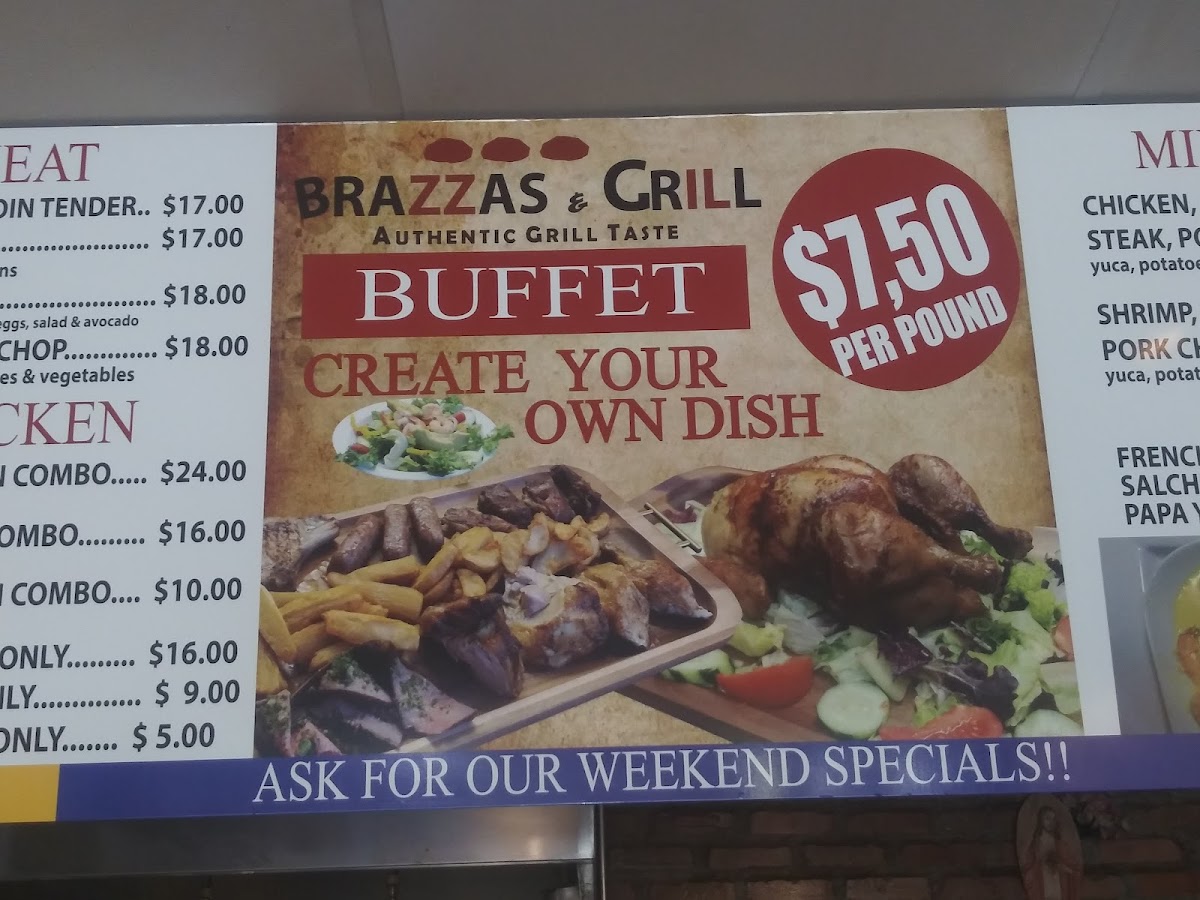 EAT
OIN TENDER.. $17.00
...................... $17.00
ns
...................... $18.00
eggs, salad & avocado
CHOP.............. $18.00
es & vegetables
CKEN
N COMBO..... $24.00
OMBO......... $16.00
N COMBO.... $10.00
ONLY.......... $16.00
NLY............... $ 9.00
ONLY....... $ 5.00
BRAZZAS & GRILL
AUTHENTIC GRILL TASTE
BUFFET
CREATE YOUR
OWN DISH
$7,50
PER POUND
MI
CHICKEN,
STEAK, PO
yuca, potatoe
SHRIMP,
PORK CH
yuca, potat
FRENCH
SALCH
PAPA Y
ASK FOR OUR WEEKEND SPECIALS!!